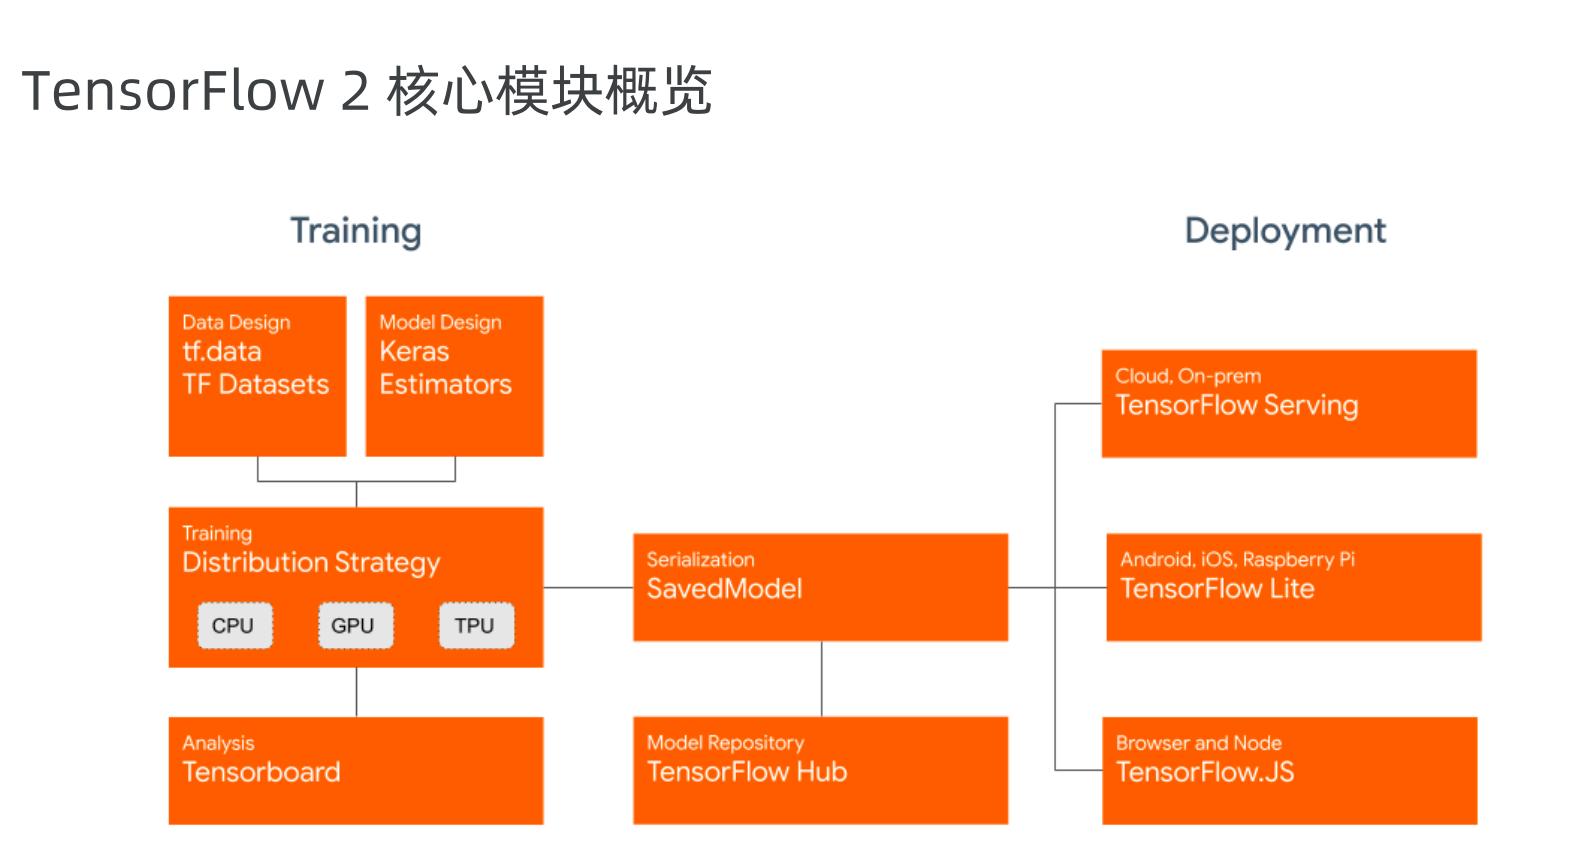 TensorFlow 2 核心模块概览
Training
Deployment
Data Design
tf.data
TF Datasets
Model Design
Keras
Estimators
Training
Distribution Strategy
CPU
GPU
TPU
Analysis
Tensorboard
Serialization
SavedModel
Model Repository
TensorFlow Hub
Cloud, On-prem
TensorFlow Serving
Android, iOS, Raspberry Pi
TensorFlow Lite
Browser and Node
TensorFlow.JS